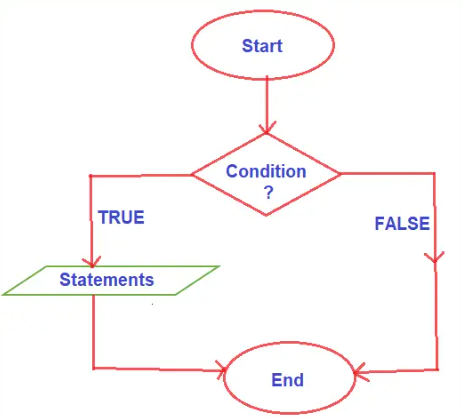 Start
Condition
?
TRUE
FALSE
Statements
End